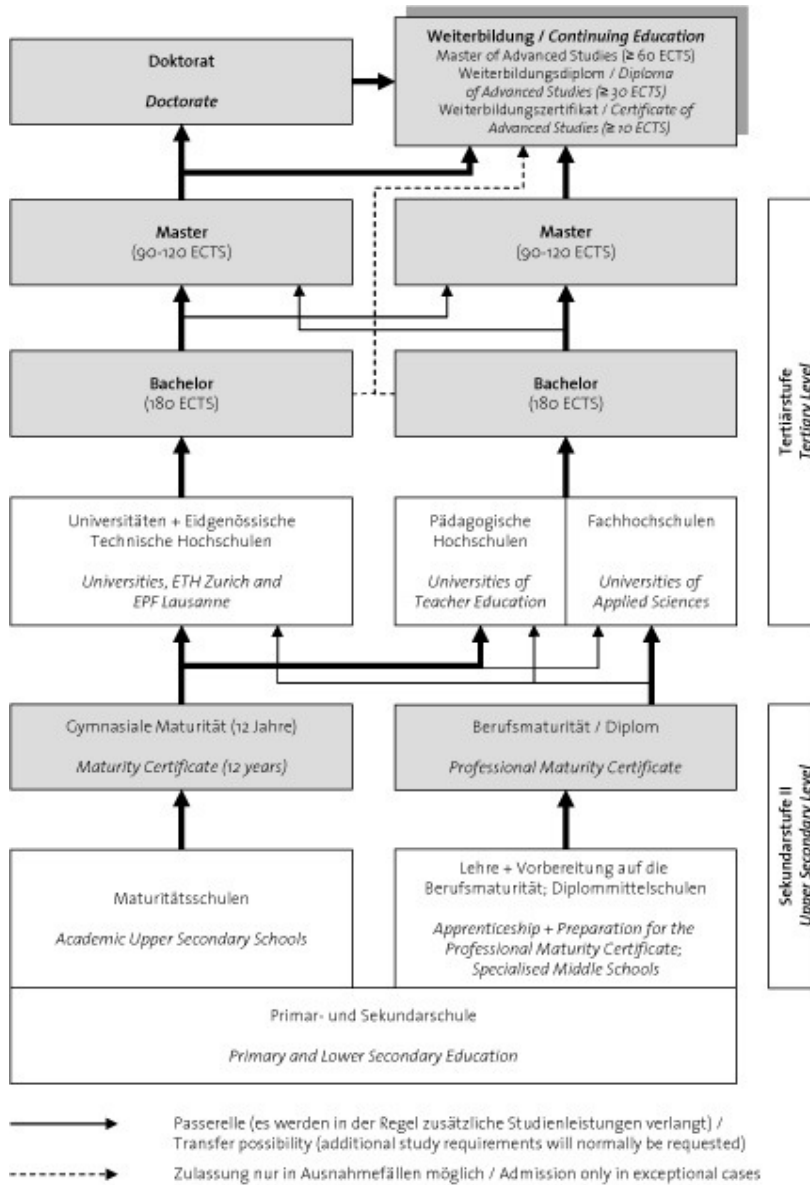 Doktorat
Doctorate
Weiterbildung / Continuing Education
Master of Advanced Studies (≥ 60 ECTS)
Weiterbildungsdiplom / Diploma
of Advanced Studies (≥ 30 ECTS)
Weiterbildungszertifikat / Certificate of
Advanced Studies (≥ 10 ECTS)
Master
(90-120 ECTS)
Master
(90-120 ECTS)
Bachelor
(180 ECTS)
Bachelor
(180 ECTS)
Tertiärstufe
Tertiary Level
Universitäten + Eidgenössische
Technische Hochschulen
Universities, ETH Zurich and
EPF Lausanne
Pädagogische
Hochschulen
Universities of
Teacher Education
Fachhochschulen
Universities of
Applied Sciences
Gymnasiale Maturität (12 Jahre)
Maturity Certificate (12 years)
Berufsmaturität / Diplom
Professional Maturity Certificate
Sekundarstufe II
Upper Secondary Level
Maturitätsschulen
Academic Upper Secondary Schools
Lehre + Vorbereitung auf die
Berufsmaturität; Diplommittelschulen
Apprenticeship + Preparation for the
Professional Maturity Certificate;
Specialised Middle Schools
Primar- und Sekundarschule
Primary and Lower Secondary Education
Passerelle (es werden in der Regel zusätzliche Studienleistungen verlangt) /
Transfer possibility (additional study requirements will normally be requested)
Zulassung nur in Ausnahmefällen möglich / Admission only in exceptional cases